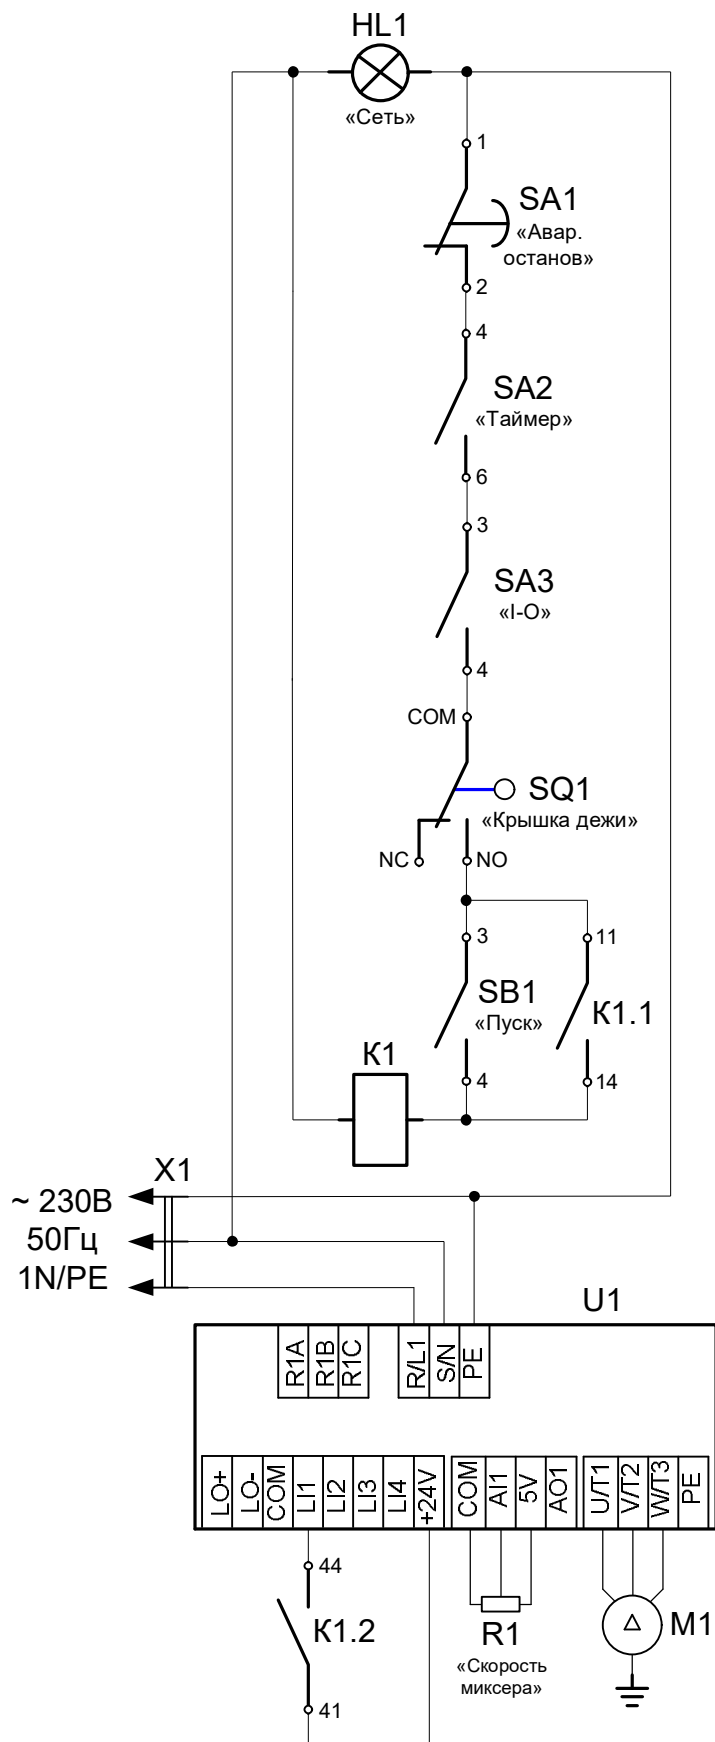 HL1
«Сеть»
1
SA1
«Авар.
останов»
2
4
SA2
«Таймер»
6
3
SA3
«I-O»
4
COM
SQ1
«Крышка дежи»
NC
NO
3
11
SB1
«Пуск»
К1.1
К1
4
14
X1
~ 230В
50Гц
1N/PE
U1
R1A
R1B
R1C
R/L1
S/N
PE
LO+
LO-
COM
LI1
LI2
LI3
LI4
+24V
COM
AI1
5V
AO1
U/T1
V/T2
W/T3
PE
44
К1.2
41
R1
«Скорость
миксера»
M1